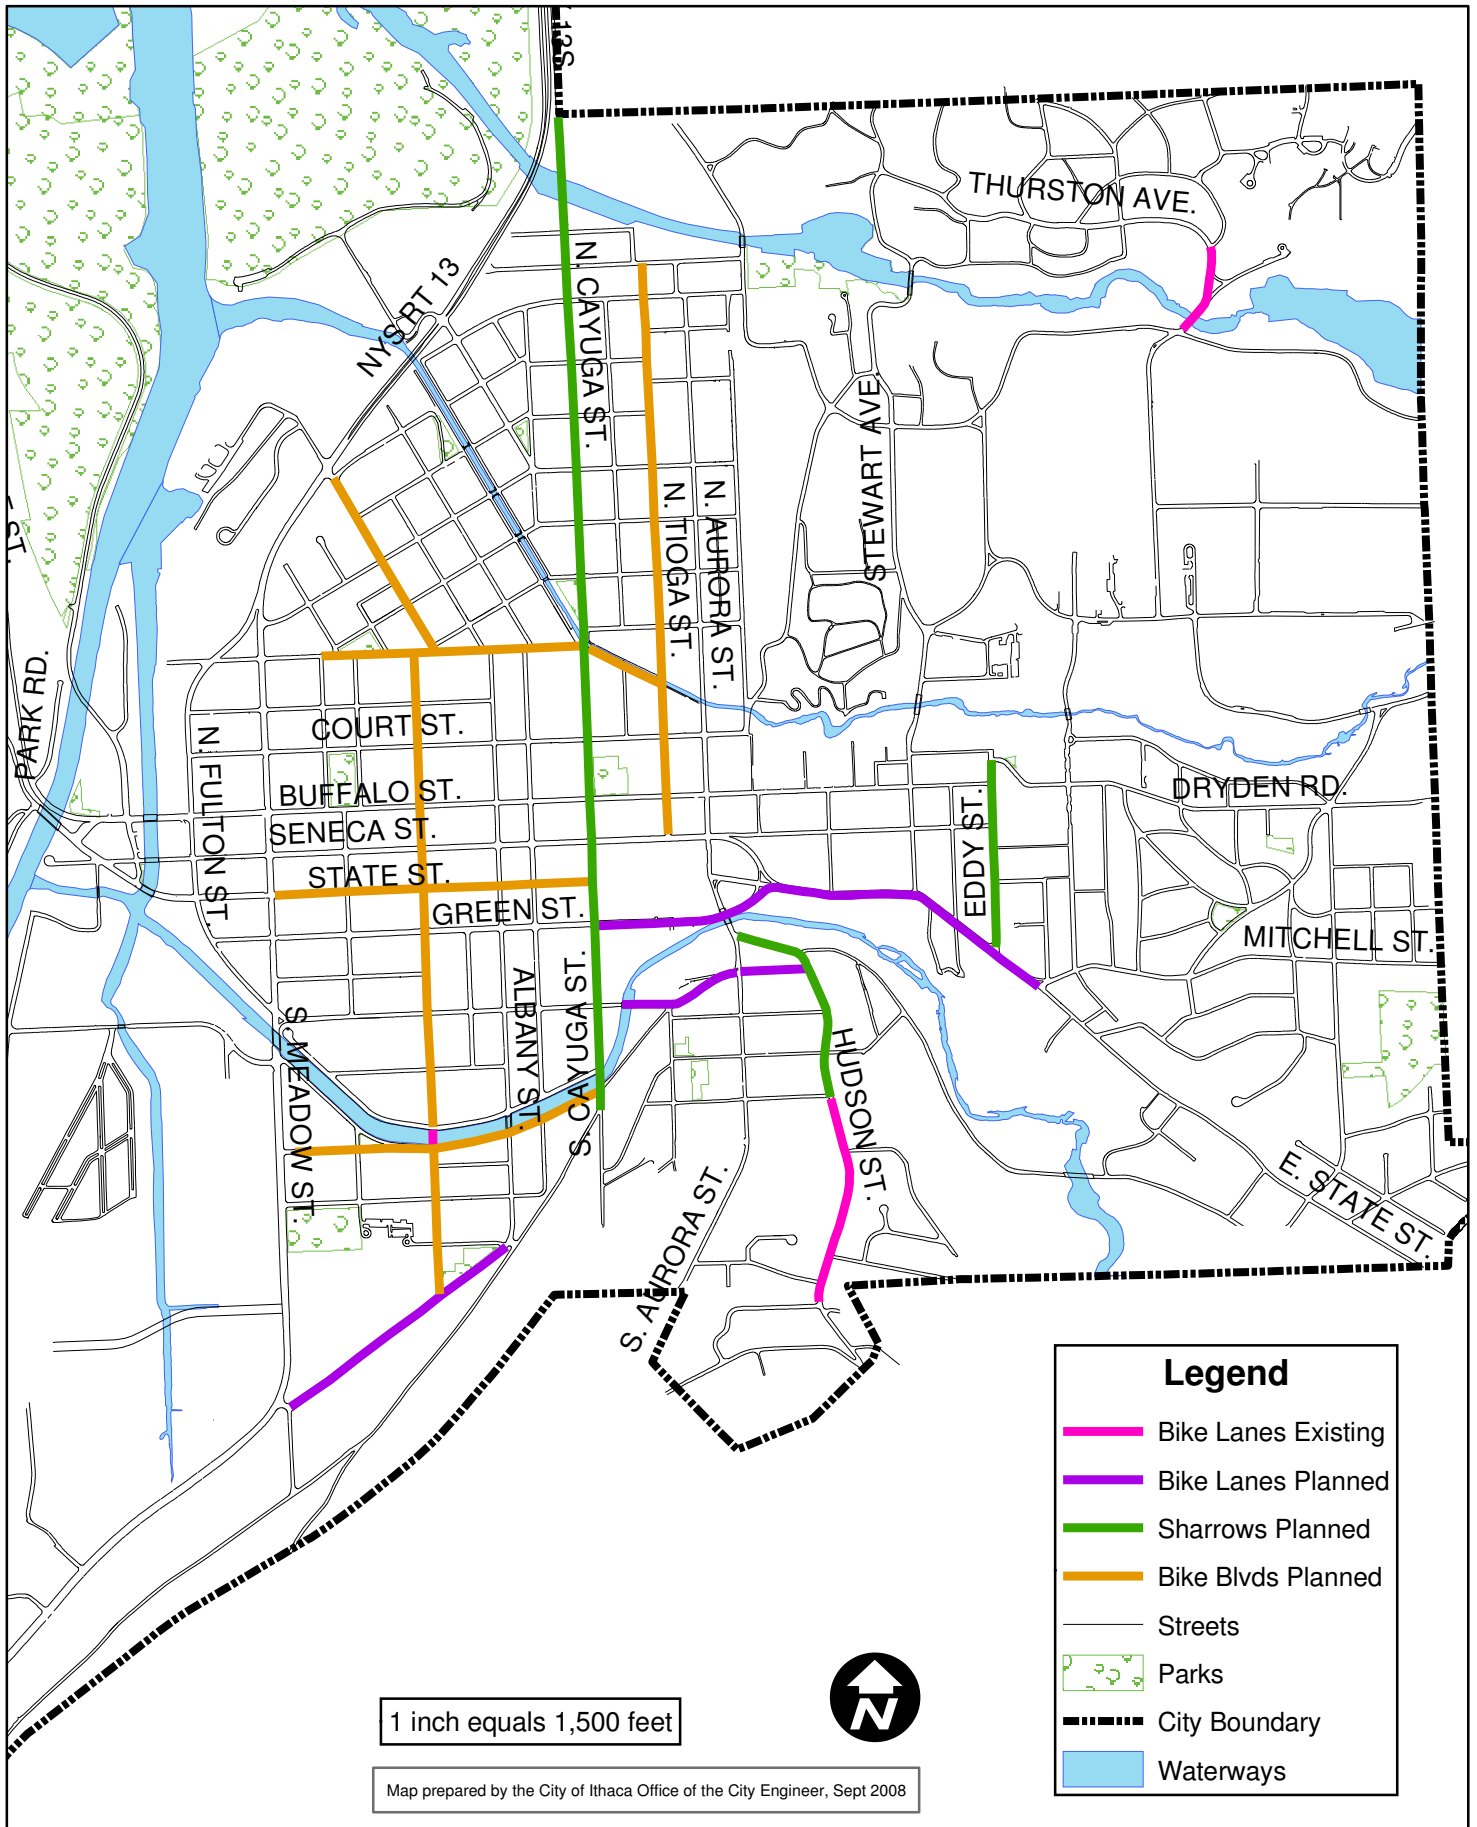 13S
THURSTON AVE.
NYS RT 13
N. CAYUGA ST.
STEWART AVE.
N. TIOGA ST.
N. AURORA ST.
ST.
PARK RD.
COURT ST.
N. FULTON ST.
BUFFALO ST.
DRYDEN RD.
SENECA ST.
EDDY ST.
STATE ST.
GREEN ST.
MITCHELL ST.
ALBANY ST.
S. CAYUGA ST.
S. MEADOW ST.
HUDSON ST.
E. STATE ST.
S. AURORA ST.
Legend
Bike Lanes Existing
Bike Lanes Planned
Sharrows Planned
Bike Blvds Planned
Streets
Parks
City Boundary
Waterways
1 inch equals 1,500 feet
N
Map prepared by the City of Ithaca Office of the City Engineer, Sept 2008